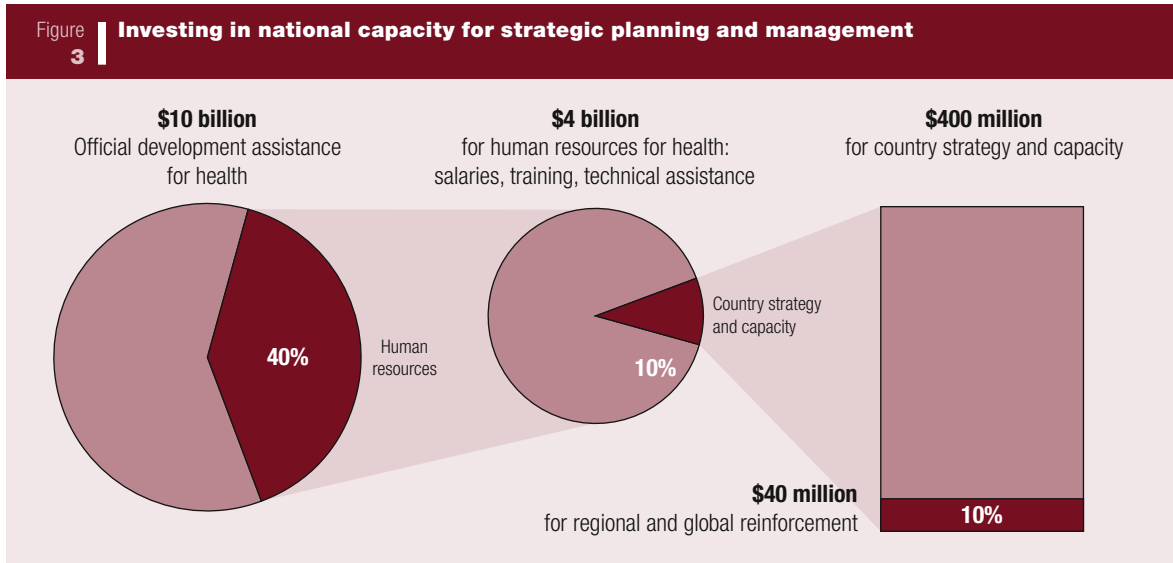 Figure
3
Investing in national capacity for strategic planning and management
$10 billion
Official development assistance
for health
40%
Human
resources
$4 billion
for human resources for health:
salaries, training, technical assistance
Country strategy
and capacity
10%
$400 million
for country strategy and capacity
$40 million
for regional and global reinforcement
10%